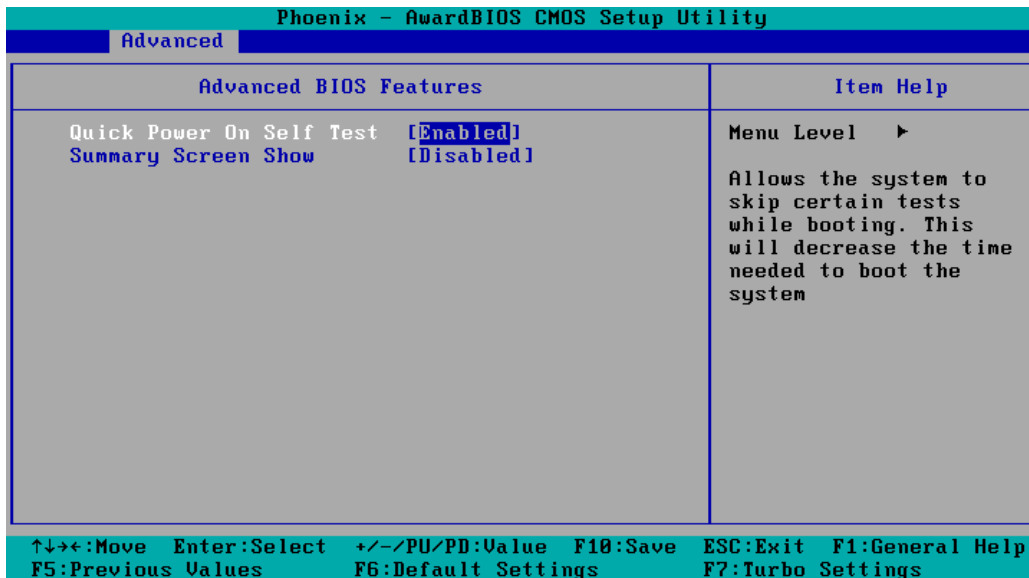 Phoenix - AwardBIOS CMOS Setup Utility
Advanced
Advanced BIOS Features
Item Help
Quick Power On Self Test [Enabled]
Summary Screen Show [Disabled]
Menu Level ▶
Allows the system to
skip certain tests
while booting. This
will decrease the time
needed to boot the
system
↑↓→←:Move Enter:Select +/-/PU/PD:Value F10:Save ESC:Exit F1:General Help
F5:Previous Values F6:Default Settings F7:Turbo Settings